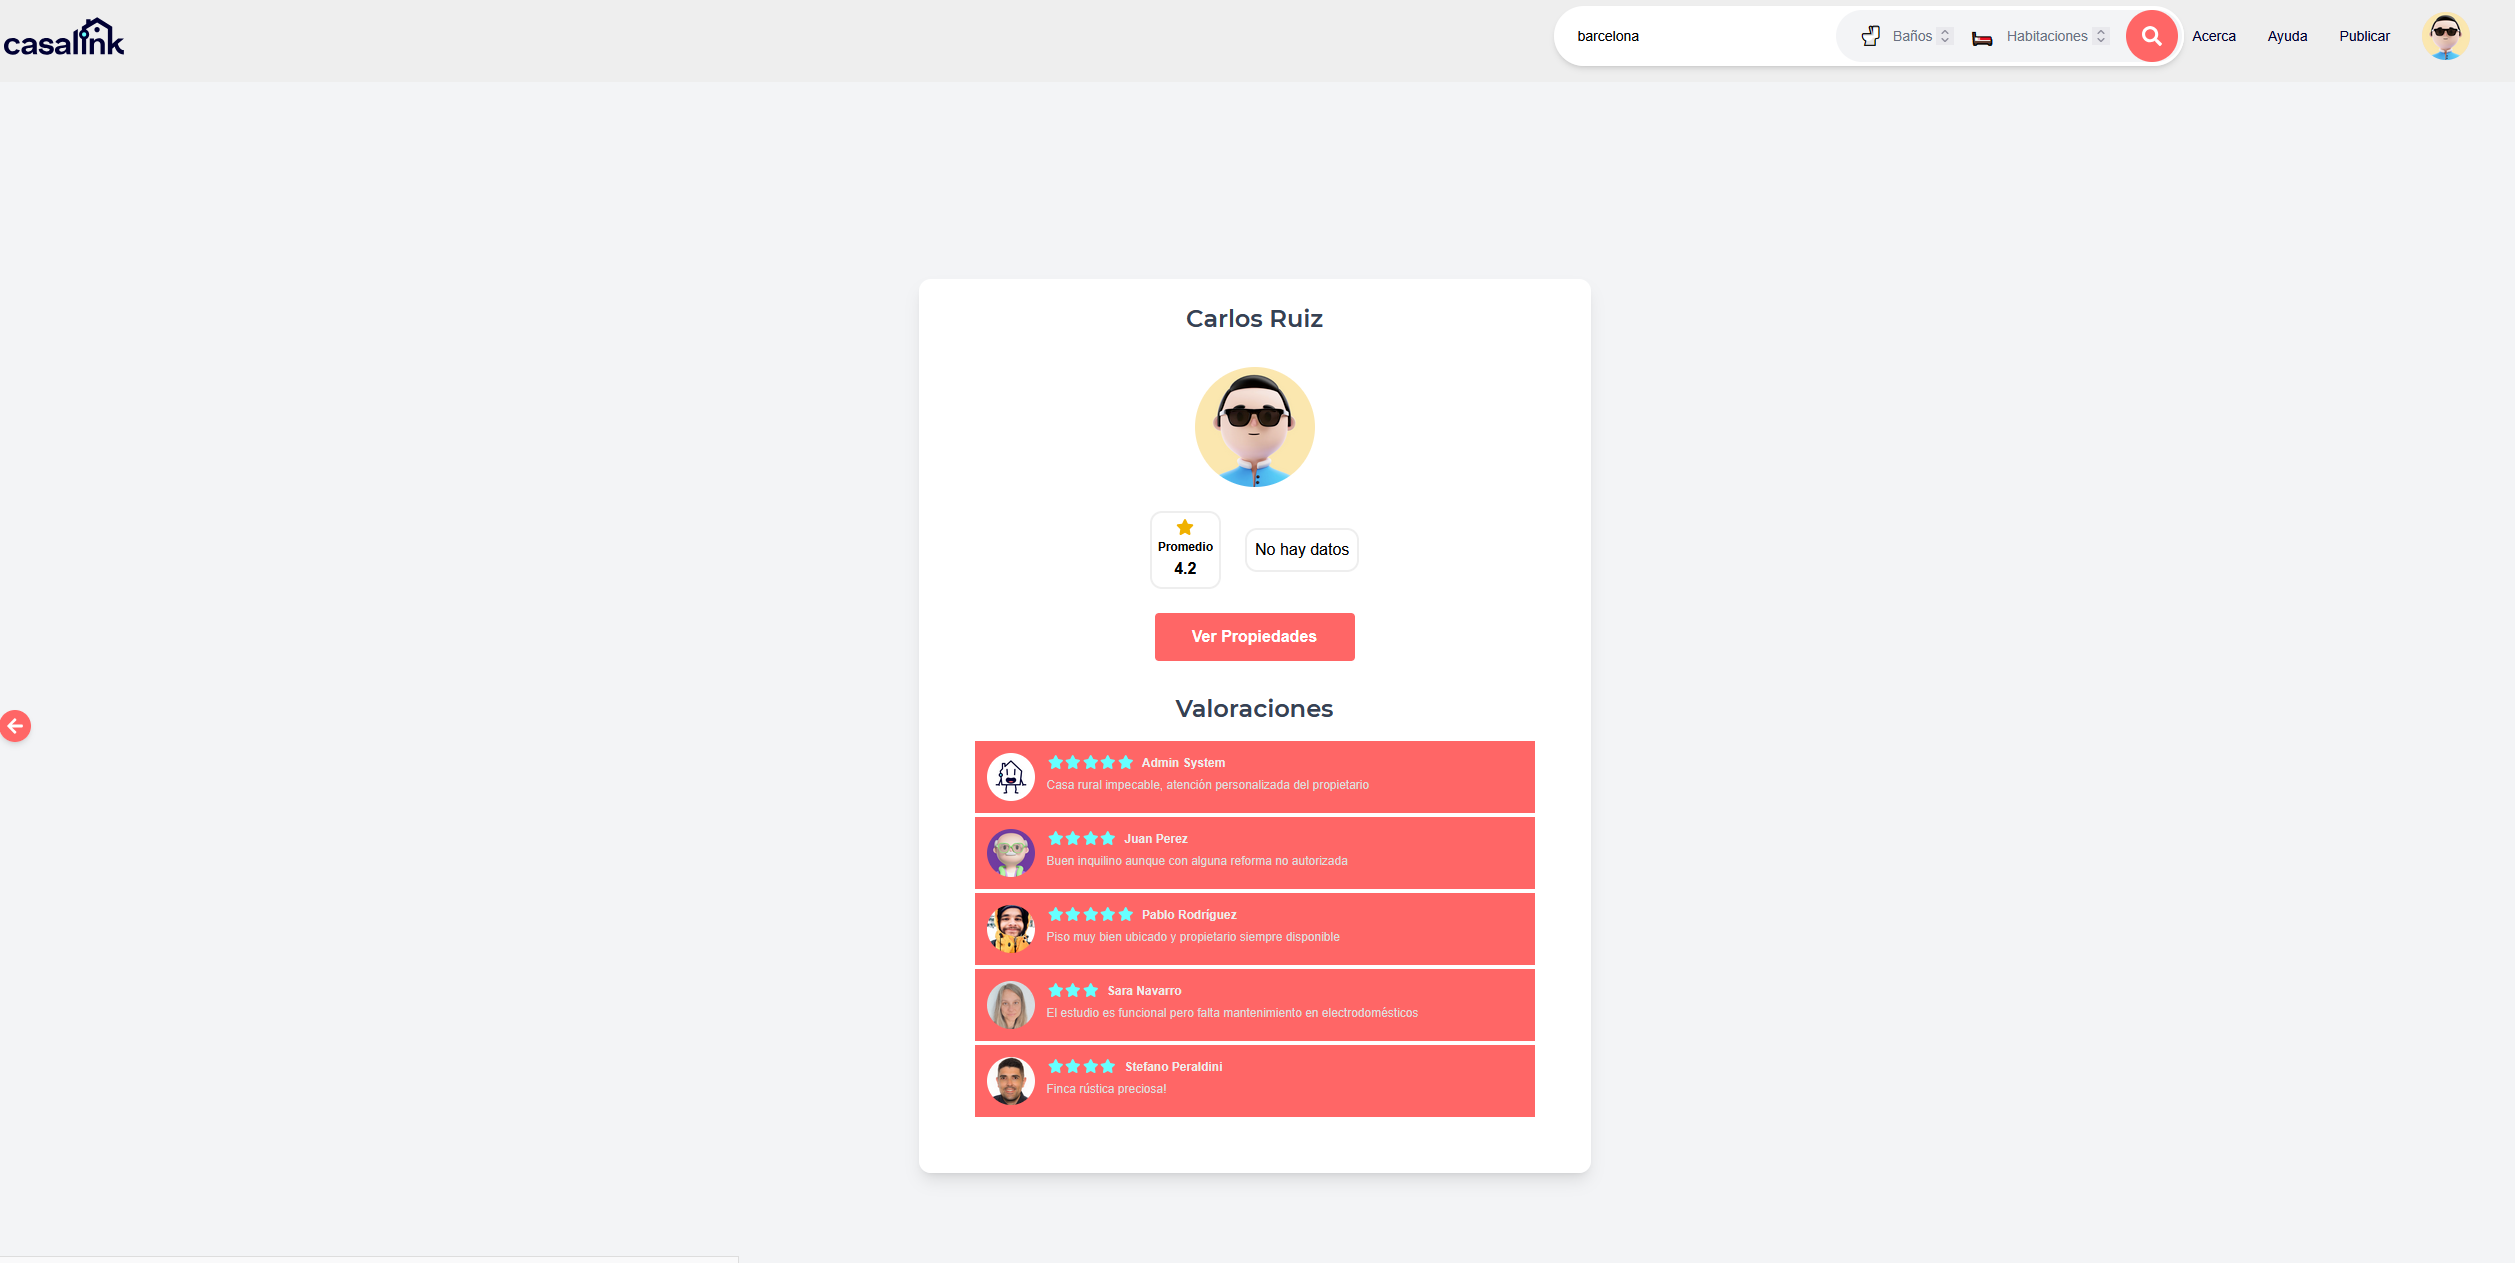 casalink
barcelona
Baños
Habitaciones
Acerca
Ayuda
Publicar
Carlos Ruiz
Promedio
4.2
No hay datos
Ver Propiedades
Valoraciones
Admin System
Casa rural impecable, atención personalizada del propietario
Juan Perez
Buen inquilino aunque con alguna reforma no autorizada
Pablo Rodríguez
Piso muy bien ubicado y propietario siempre disponible
Sara Navarro
El estudio es funcional pero falta mantenimiento en electrodomésticos
Stefano Peraldini
Finca rústica preciosa!